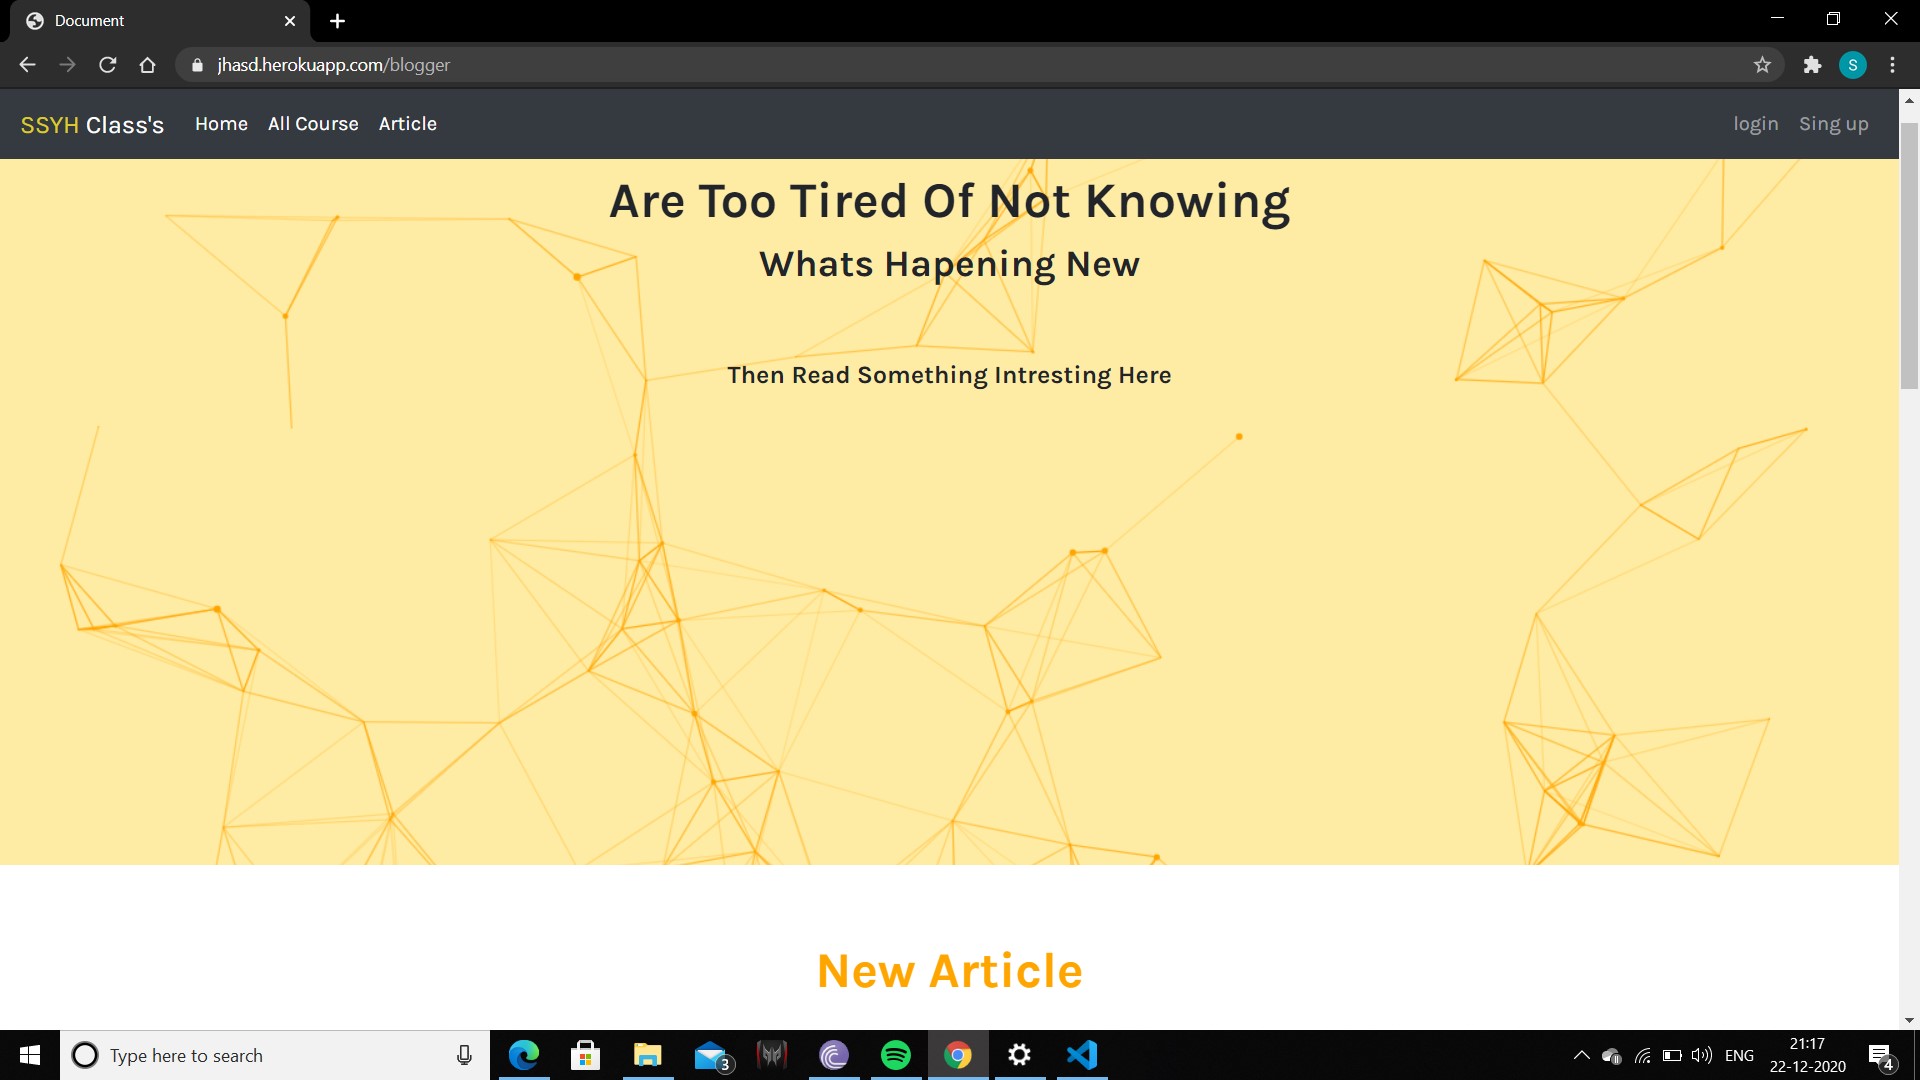 Document
jhasd.herokuapp.com/blogger
S
SSYH Class's Home All Course Article login Sing up
Are Too Tired Of Not Knowing
Whats Hapening New
Then Read Something Intresting Here
New Article
Type here to search
3
ENG
21:17
22-12-2020
4